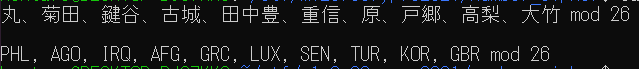 丸、菊田、鍵谷、古城、田中豊、重信、原、戸郷、高梨、大竹 mod 26
PHL, AGO, IRQ, AFG, GRC, LUX, SEN, TUR, KOR, GBR mod 26